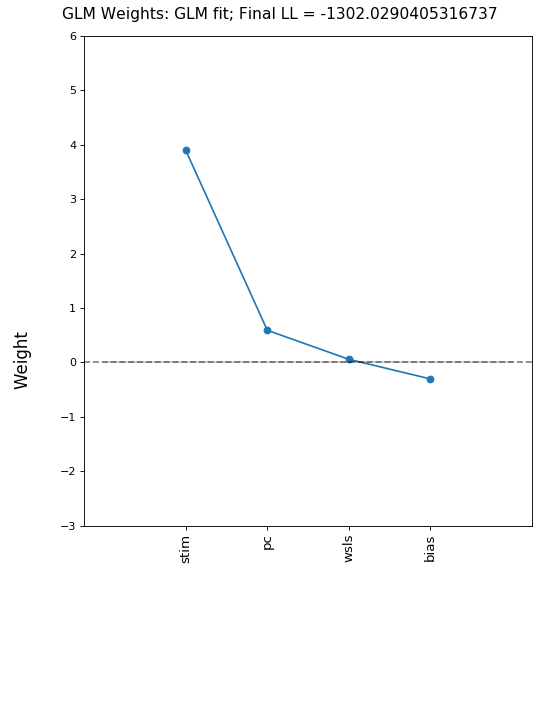 GLM Weights: GLM fit; Final LL = -1302.0290405316737
6
5
4
3
2
1
0
−1
−2
−3
Weight
stim
pc
wsls
bias